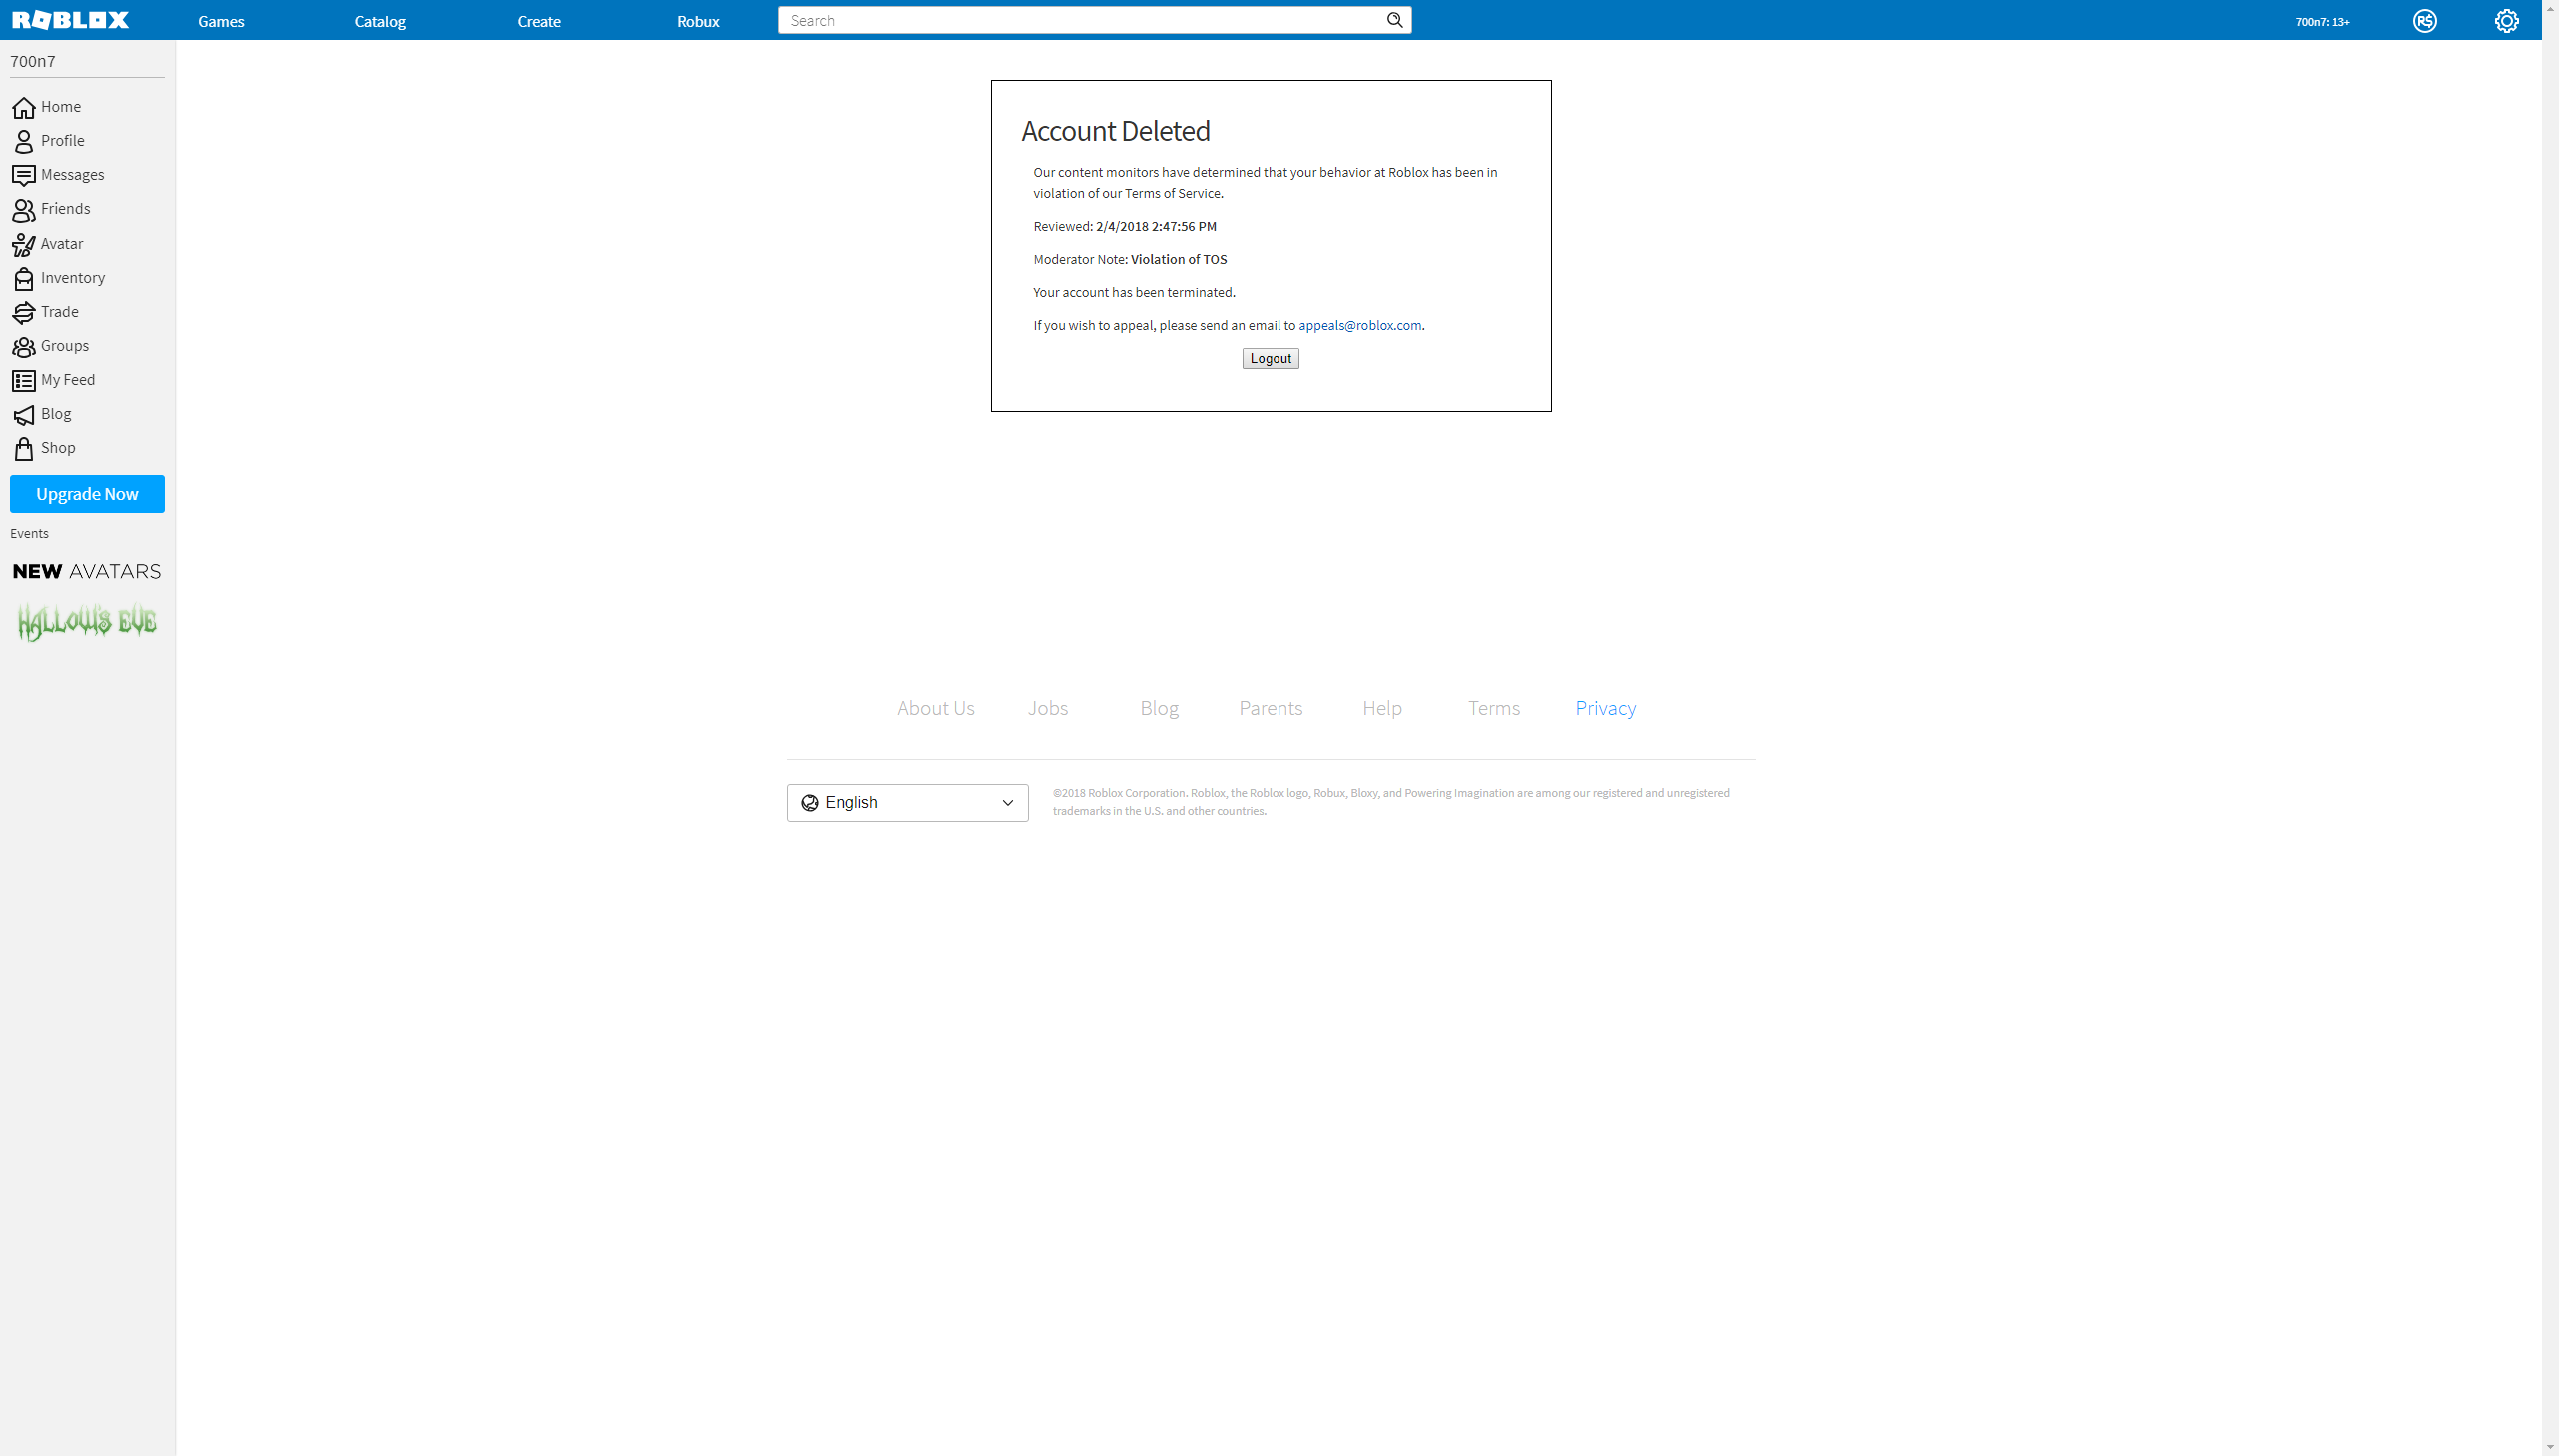 ROBLOX
Games
Catalog
Create
Robux
Search
700n7: 13+
R$
700n7
Home
Profile
Messages
Friends
Avatar
Inventory
Trade
Groups
My Feed
Blog
Shop
Upgrade Now
Events
NEW AVATARS
HALLOW'S EVE
Account Deleted
Our content monitors have determined that your behavior at Roblox has been in
violation of our Terms of Service.
Reviewed: 2/4/2018 2:47:56 PM
Moderator Note: Violation of TOS
Your account has been terminated.
If you wish to appeal, please send an email to appeals@roblox.com.
Logout
About Us
Jobs
Blog
Parents
Help
Terms
Privacy
English
©2018 Roblox Corporation. Roblox, the Roblox logo, Robux, Bloxy, and Powering Imagination are among our registered and unregistered
trademarks in the U.S. and other countries.